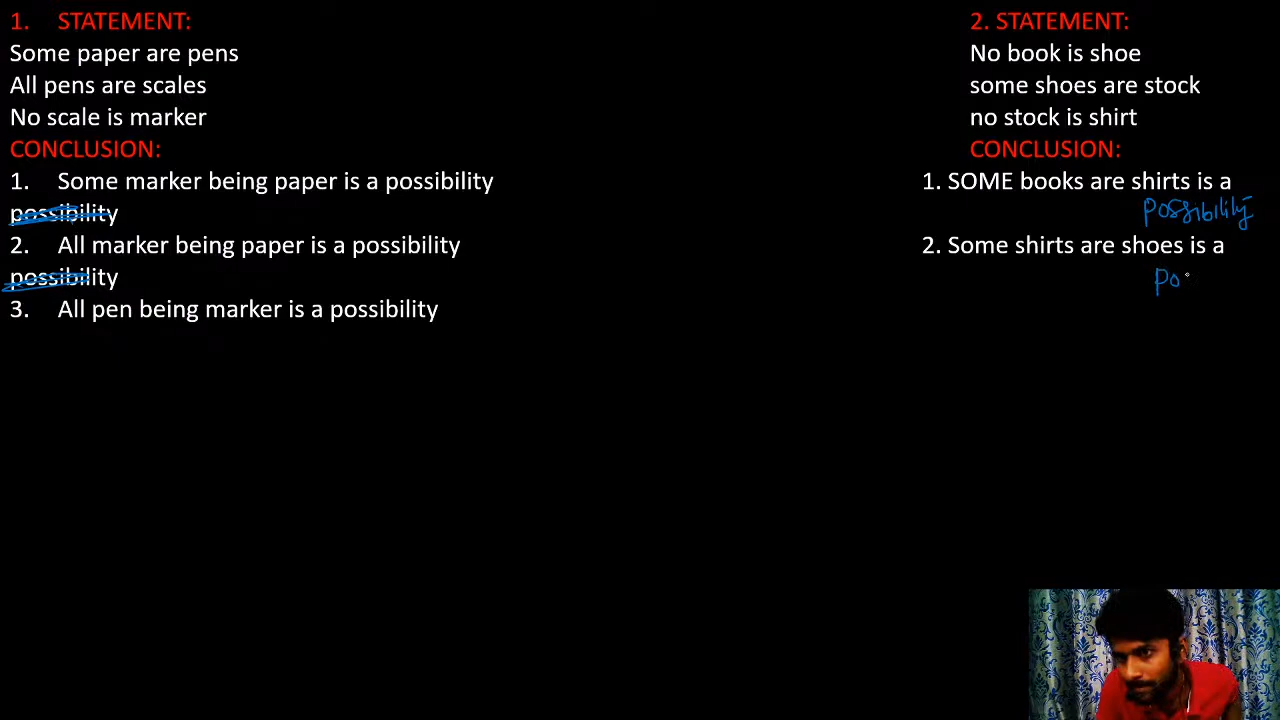 1. STATEMENT:
Some paper are pens
All pens are scales
No scale is marker
CONCLUSION:
1. Some marker being paper is a possibility
possibility
2. All marker being paper is a possibility
possibility
3. All pen being marker is a possibility
2. STATEMENT:
No book is shoe
some shoes are stock
no stock is shirt
CONCLUSION:
1. SOME books are shirts is a
possibility
2. Some shirts are shoes is a
po